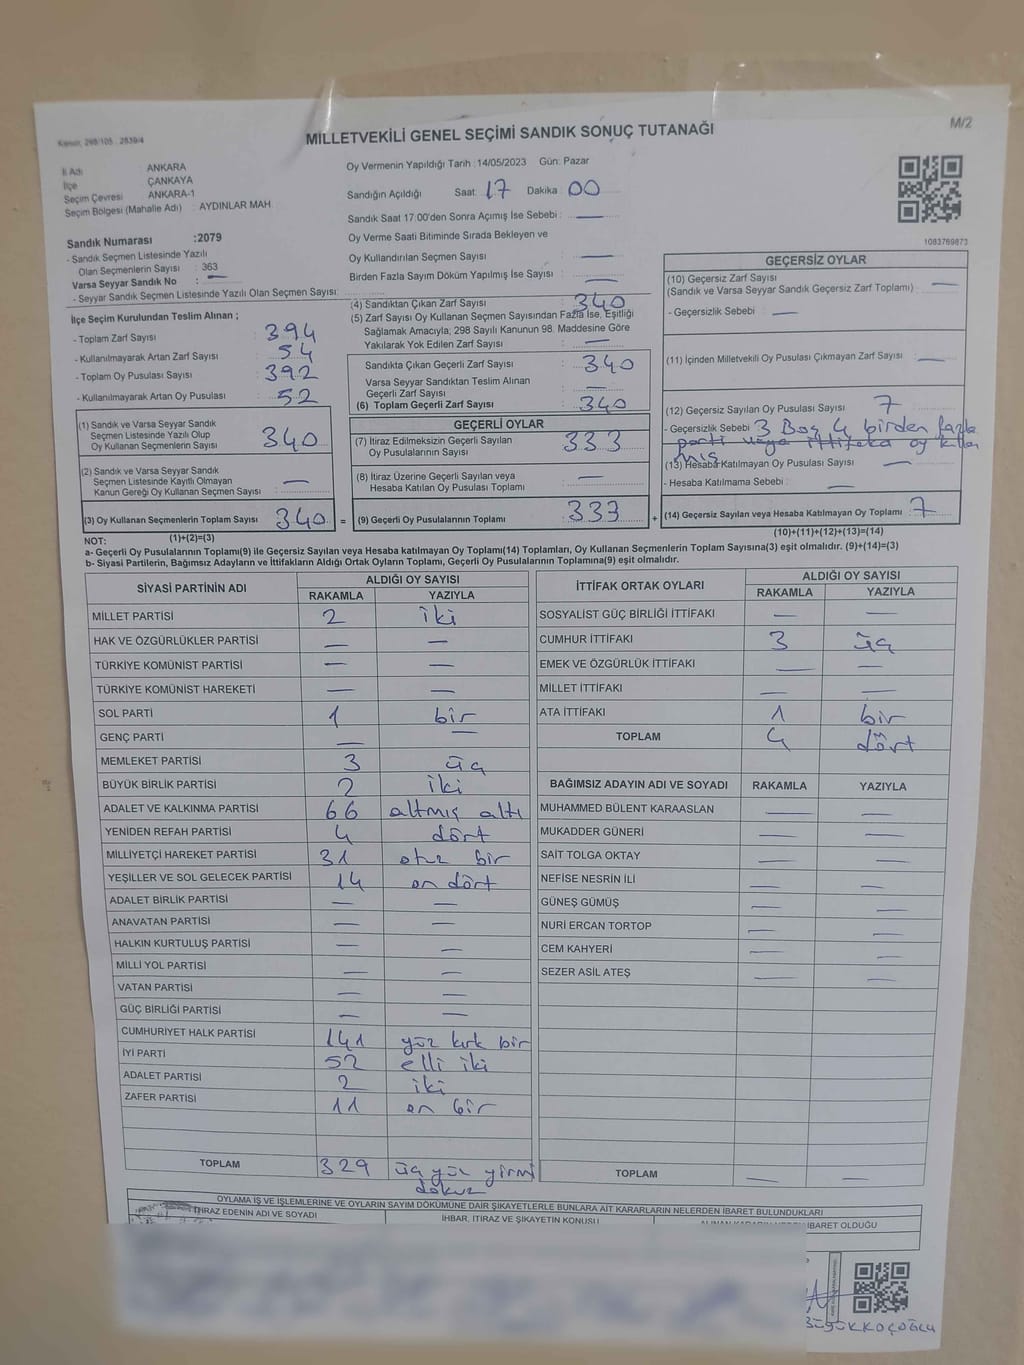 Kanun, 298/105 - 2839/4
M/2
MİLLETVEKİLİ GENEL SEÇİMİ SANDIK SONUÇ TUTANAĞI
İl Adı : ANKARA
İlçe : ÇANKAYA
Seçim Çevresi : ANKARA-1
Seçim Bölgesi (Mahalle Adı) : AYDINLAR MAH.
Oy Vermenin Yapıldığı Tarih :14/05/2023 Gün: Pazar
Sandığın Açıldığı Saat 17 Dakika 00
Sandık Saat 17:00'den Sonra Açımış İse Sebebi : —
Oy Verme Saati Bitiminde Sırada Bekleyen ve
Oy Kullandırılan Seçmen Sayısı : —
Birden Fazla Sayım Döküm Yapılmış İse Sayısı : —
1083769873
Sandık Numarası :2079
- Sandık Seçmen Listesinde Yazılı
Olan Seçmenlerin Sayısı : 363
Varsa Seyyar Sandık No : —
- Seyyar Sandık Seçmen Listesinde Yazılı Olan Seçmen Sayısı:
İlçe Seçim Kurulundan Teslim Alınan ;
- Toplam Zarf Sayısı : 394
- Kullanılmayarak Artan Zarf Sayısı : 54
- Toplam Oy Pusulası Sayısı : 392
- Kullanılmayarak Artan Oy Pusulası : 52
(1) Sandık ve Varsa Seyyar Sandık
Seçmen Listesinde Yazılı Olup
Oy Kullanan Seçmenlerin Sayısı : 340
(2) Sandık ve Varsa Seyyar Sandık
Seçmen Listesinde Kayıtlı Olmayan
Kanun Gereği Oy Kullanan Seçmen Sayısı : —
(3) Oy Kullanan Seçmenlerin Toplam Sayısı : 340 =
(4) Sandıktan Çıkan Zarf Sayısı : 340
(5) Zarf Sayısı Oy Kullanan Seçmen Sayısından Fazla İse, Eşitliği
Sağlamak Amacıyla; 298 Sayılı Kanunun 98. Maddesine Göre
Yakılarak Yok Edilen Zarf Sayısı : —
Sandıkta Çıkan Geçerli Zarf Sayısı : 340
Varsa Seyyar Sandıktan Teslim Alınan
Geçerli Zarf Sayısı : —
(6) Toplam Geçerli Zarf Sayısı : 340
GEÇERLİ OYLAR
(7) İtiraz Edilmeksizin Geçerli Sayılan
Oy Pusulalarının Sayısı : 333
(8) İtiraz Üzerine Geçerli Sayılan veya
Hesaba Katılan Oy Pusulası Toplamı : —
(9) Geçerli Oy Pusulalarının Toplamı : 333 +
GEÇERSİZ OYLAR
(10) Geçersiz Zarf Sayısı
(Sandık ve Varsa Seyyar Sandık Geçersiz Zarf Toplamı) : —
- Geçersizlik Sebebi : —
(11) İçinden Milletvekili Oy Pusulası Çıkmayan Zarf Sayısı : —
(12) Geçersiz Sayılan Oy Pusulası Sayısı : 7
- Geçersizlik Sebebi : 3 Boş 4 birden fazla
parti veya ittifaka oy
(13) Hesaba Katılmayan Oy Pusulası Sayısı : —
- Hesaba Katılmama Sebebi : —
(14) Geçersiz Sayılan veya Hesaba Katılmayan Oy Toplamı : 7
NOT: (1)+(2)=(3) (10)+(11)+(12)+(13)=(14)
a- Geçerli Oy Pusulalarının Toplamı(9) ile Geçersiz Sayılan veya Hesaba katılmayan Oy Toplamı(14) Toplamları, Oy Kullanan Seçmenlerin Toplam Sayısına(3) eşit olmalıdır. (9)+(14)=(3)
b- Siyasi Partilerin, Bağımsız Adayların ve İttifakların Aldığı Ortak Oyların Toplamı, Geçerli Oy Pusulalarının Toplamına(9) eşit olmalıdır.
SİYASİ PARTİNİN ADI ALDIĞI OY SAYISI
RAKAMLA YAZIYLA
MİLLET PARTİSİ 2 iki
HAK VE ÖZGÜRLÜKLER PARTİSİ — —
TÜRKİYE KOMÜNİST PARTİSİ — —
TÜRKİYE KOMÜNİST HAREKETİ — —
SOL PARTİ 1 bir
GENÇ PARTİ — —
MEMLEKET PARTİSİ 3 üç
BÜYÜK BİRLİK PARTİSİ 2 iki
ADALET VE KALKINMA PARTİSİ 66 altmış altı
YENİDEN REFAH PARTİSİ 4 dört
MİLLİYETÇİ HAREKET PARTİSİ 31 otuz bir
YEŞİLLER VE SOL GELECEK PARTİSİ 14 on dört
ADALET BİRLİK PARTİSİ — —
ANAVATAN PARTİSİ — —
HALKIN KURTULUŞ PARTİSİ — —
MİLLİ YOL PARTİSİ — —
VATAN PARTİSİ — —
GÜÇ BİRLİĞİ PARTİSİ — —
CUMHURİYET HALK PARTİSİ 141 yüz kırk bir
İYİ PARTİ 52 elli iki
ADALET PARTİSİ 2 iki
ZAFER PARTİSİ 11 on bir
TOPLAM 329 üç yüz yirmi
dokuz
İTTİFAK ORTAK OYLARI ALDIĞI OY SAYISI
RAKAMLA YAZIYLA
SOSYALİST GÜÇ BİRLİĞİ İTTİFAKI — —
CUMHUR İTTİFAKI 3 üç
EMEK VE ÖZGÜRLÜK İTTİFAKI — —
MİLLET İTTİFAKI — —
ATA İTTİFAKI 1 bir
TOPLAM 4 dört
BAĞIMSIZ ADAYIN ADI VE SOYADI RAKAMLA YAZIYLA
MUHAMMED BÜLENT KARAASLAN — —
MUKADDER GÜNERİ — —
SAİT TOLGA OKTAY — —
NEFİSE NESRİN İLİ — —
GÜNEŞ GÜMÜŞ — —
NURİ ERCAN TORTOP — —
CEM KAHYERİ — —
SEZER ASİL ATEŞ — —
TOPLAM — —
OYLAMA İŞ VE İŞLEMLERİNE VE OYLARIN SAYIM DÖKÜMÜNE DAİR ŞİKAYETLERLE BUNLARA AİT KARARLARIN NELERDEN İBARET BULUNDUKLARI
İTİRAZ EDENİN ADI VE SOYADI İHBAR, İTİRAZ VE ŞİKAYETİN KONUSU İBARET OLDUĞU
BÜYÜKKOÇOĞLU